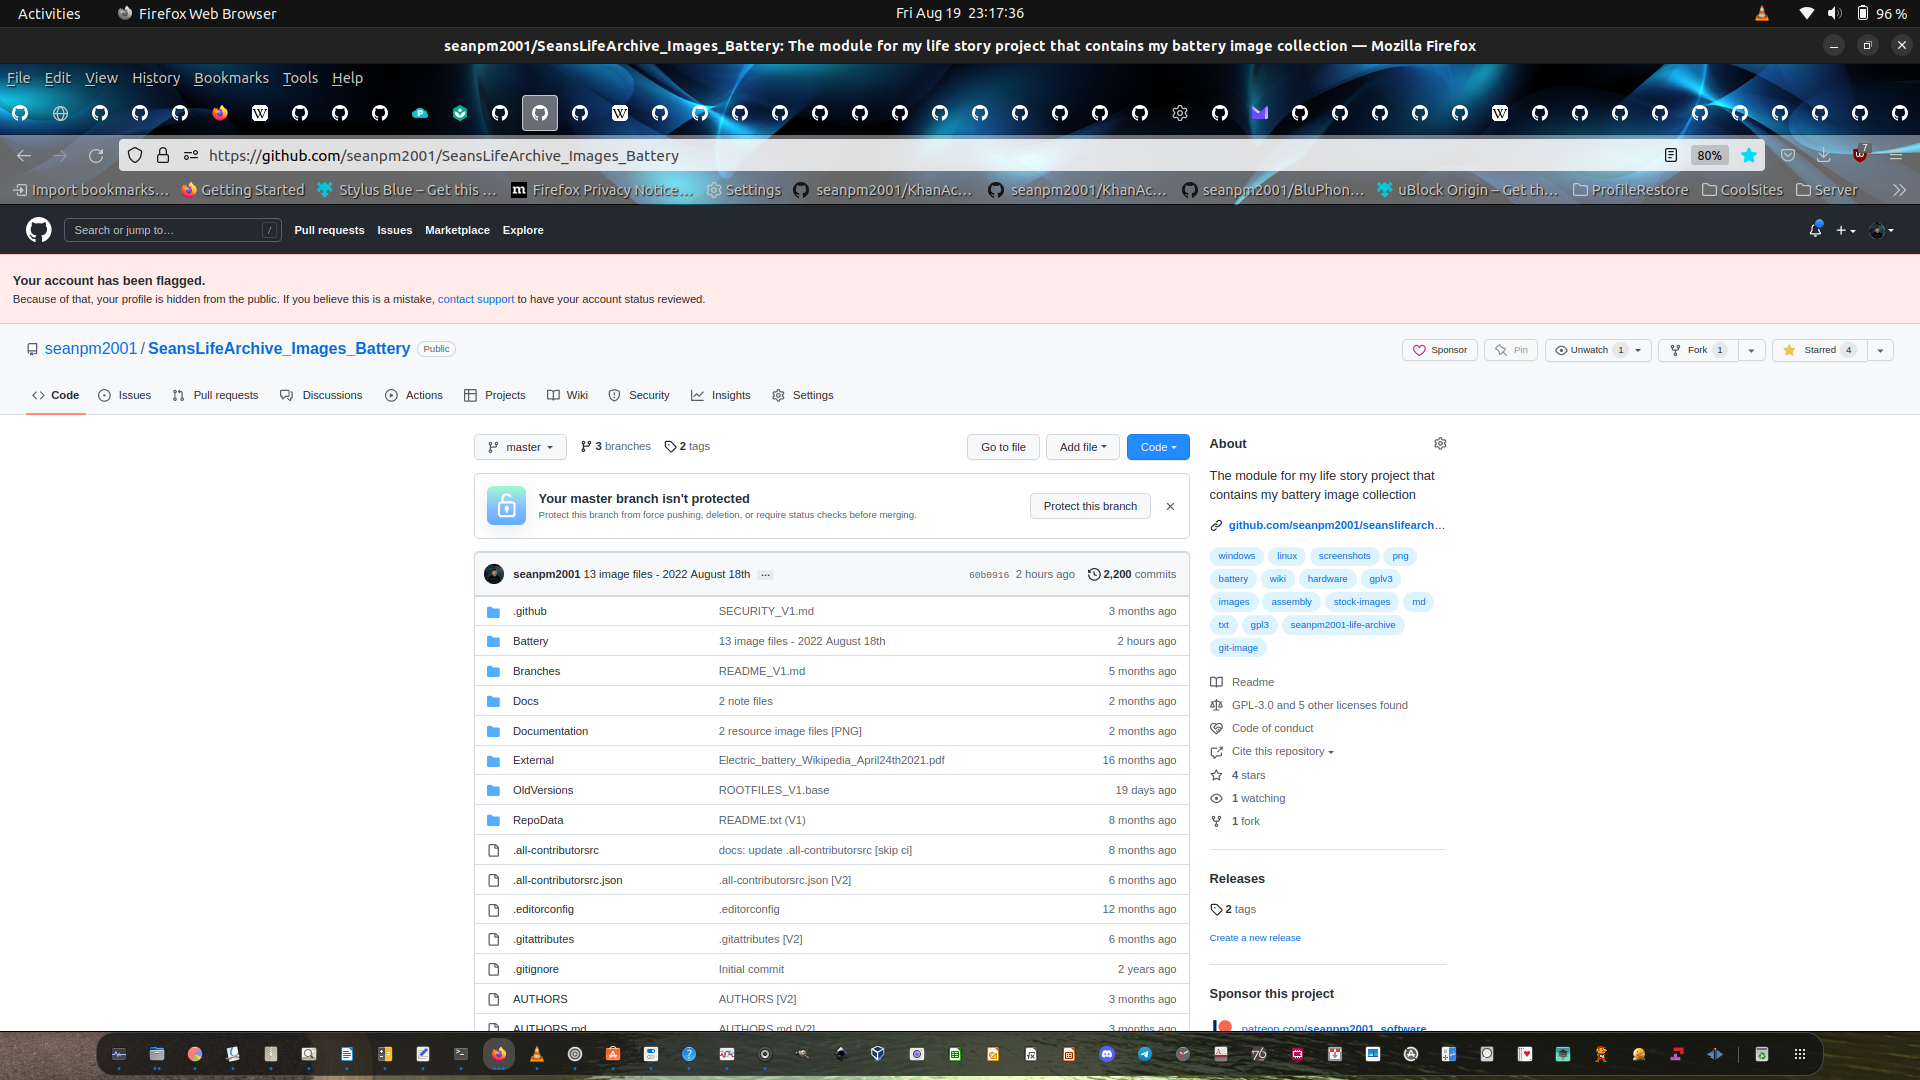 Activities Firefox Web Browser Fri Aug 19 23:17:36 96 %
seanpm2001/SeansLifeArchive_Images_Battery: The module for my life story project that contains my battery image collection — Mozilla Firefox
File Edit View History Bookmarks Tools Help
https://github.com/seanpm2001/SeansLifeArchive_Images_Battery 80% 7
Import bookmarks… Getting Started Stylus Blue – Get this … Firefox Privacy Notice… Settings seanpm2001/KhanAc… seanpm2001/KhanAc… seanpm2001/BluPhon… uBlock Origin – Get th… ProfileRestore CoolSites Server
Search or jump to… / Pull requests Issues Marketplace Explore
Your account has been flagged.
Because of that, your profile is hidden from the public. If you believe this is a mistake, contact support to have your account status reviewed.
seanpm2001 / SeansLifeArchive_Images_Battery Public Sponsor Pin Unwatch 1 Fork 1 Starred 4
Code Issues Pull requests Discussions Actions Projects Wiki Security Insights Settings
master 3 branches 2 tags Go to file Add file Code
Your master branch isn't protected
Protect this branch from force pushing, deletion, or require status checks before merging.
Protect this branch
seanpm2001 13 image files - 2022 August 18th … 60b0916 2 hours ago 2,200 commits
.github SECURITY_V1.md 3 months ago
Battery 13 image files - 2022 August 18th 2 hours ago
Branches README_V1.md 5 months ago
Docs 2 note files 2 months ago
Documentation 2 resource image files [PNG] 2 months ago
External Electric_battery_Wikipedia_April24th2021.pdf 16 months ago
OldVersions ROOTFILES_V1.base 19 days ago
RepoData README.txt (V1) 8 months ago
.all-contributorsrc docs: update .all-contributorsrc [skip ci] 8 months ago
.all-contributorsrc.json .all-contributorsrc.json [V2] 6 months ago
.editorconfig .editorconfig 12 months ago
.gitattributes .gitattributes [V2] 6 months ago
.gitignore Initial commit 2 years ago
AUTHORS AUTHORS [V2] 3 months ago
AUTHORS.md AUTHORS.md [V2] 3 months ago
About
The module for my life story project that
contains my battery image collection
github.com/seanpm2001/seanslifearch…
windows linux screenshots png
battery wiki hardware gplv3
images assembly stock-images md
txt gpl3 seanpm2001-life-archive
git-image
Readme
GPL-3.0 and 5 other licenses found
Code of conduct
Cite this repository
4 stars
1 watching
1 fork
Releases
2 tags
Create a new release
Sponsor this project
patreon.com/seanpm2001_software